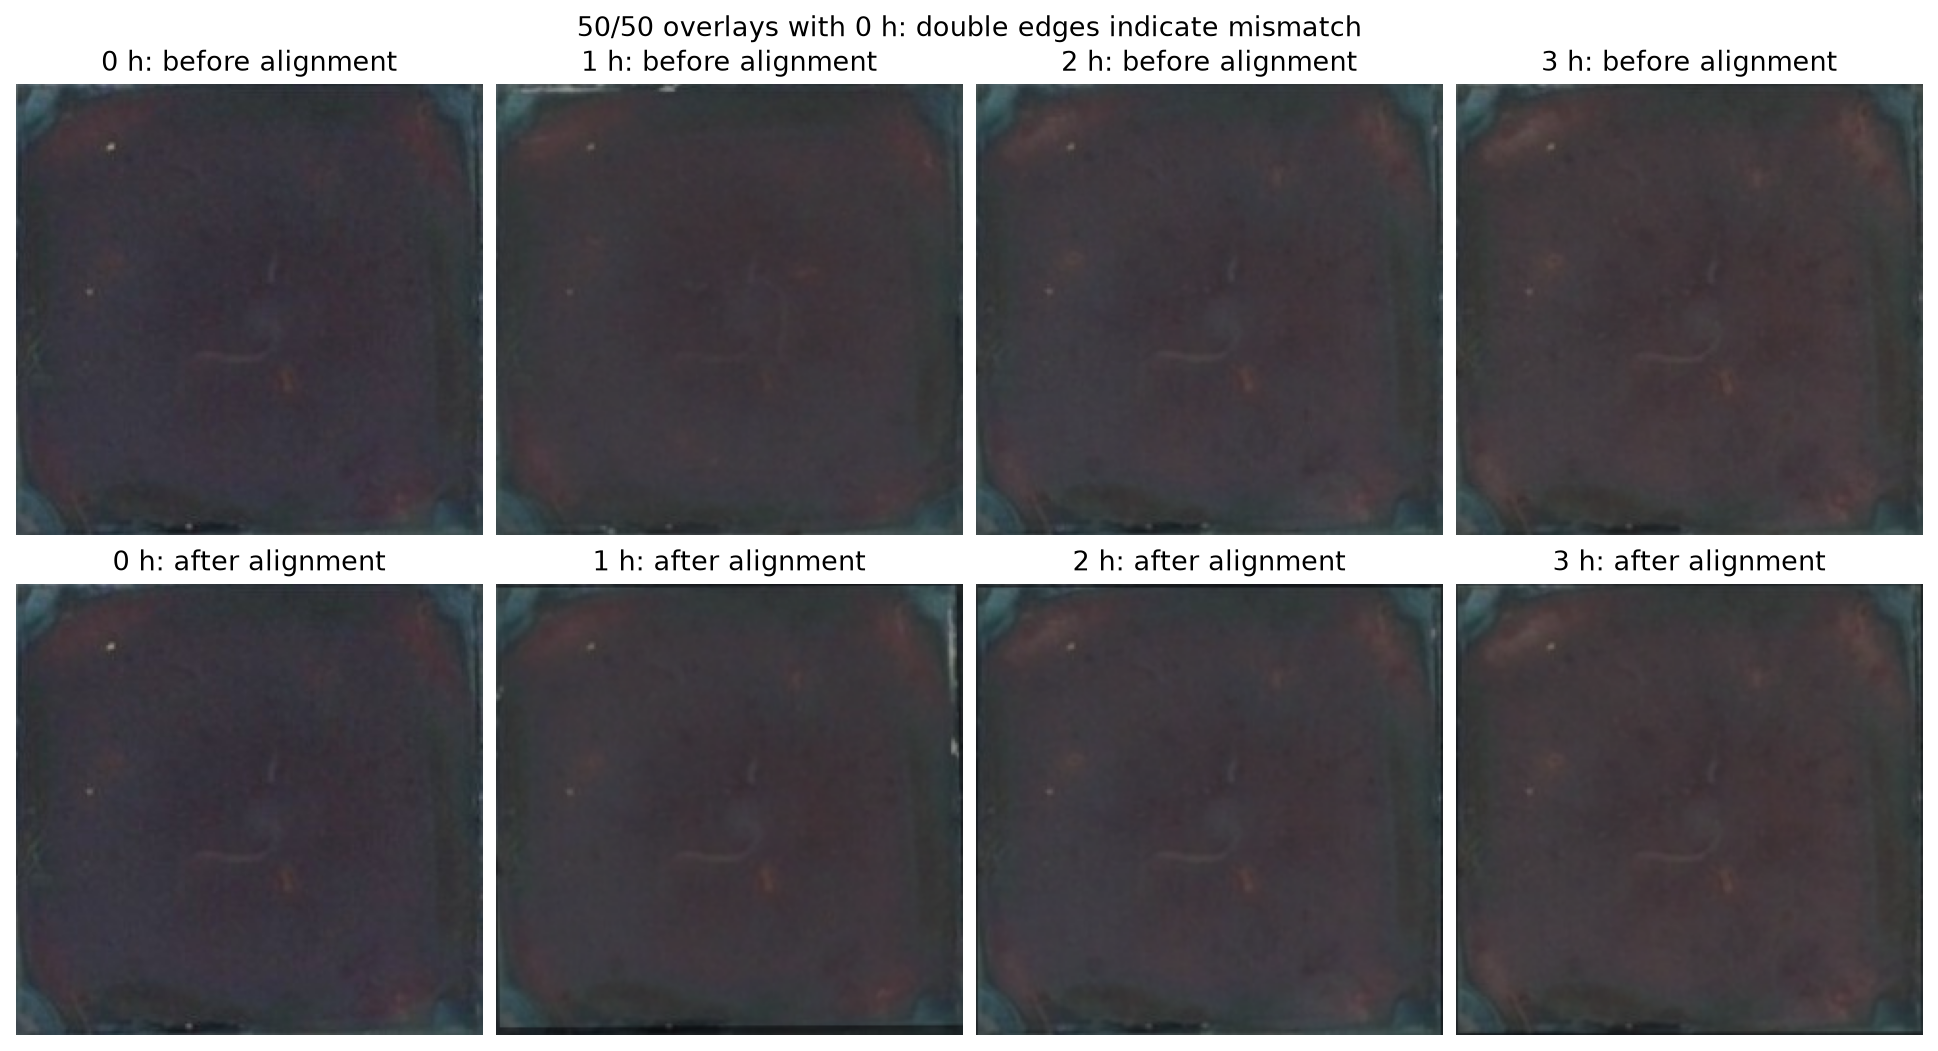 50/50 overlays with 0 h: double edges indicate mismatch
0 h: before alignment
1 h: before alignment
2 h: before alignment
3 h: before alignment
0 h: after alignment
1 h: after alignment
2 h: after alignment
3 h: after alignment